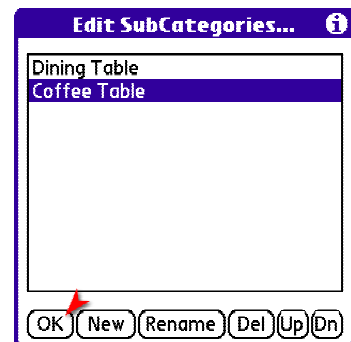 Edit SubCategories...
Dining Table
Coffee Table
OK New Rename Del Up Dn